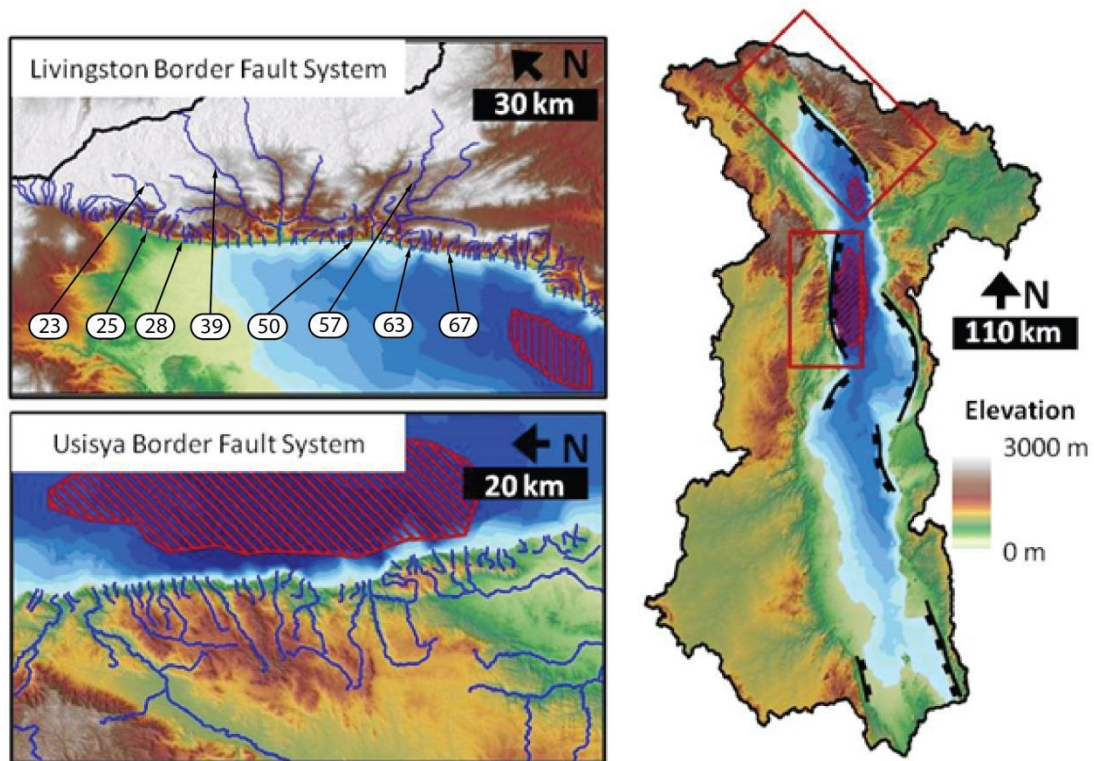 Livingston Border Fault System
N
30 km
23 25 28 39 50 57 63 67
Usisya Border Fault System
N
20 km
N
110 km
Elevation
3000 m
0 m